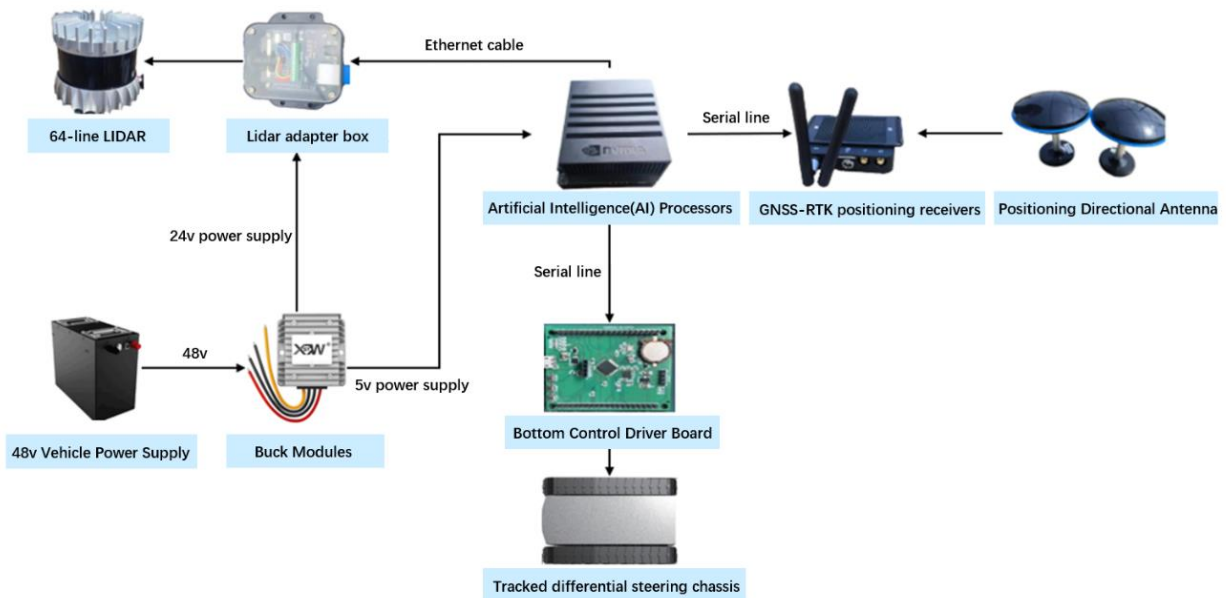 Ethernet cable
64-line LIDAR
Lidar adapter box
Serial line
Artificial Intelligence(AI) Processors
GNSS-RTK positioning receivers
Positioning Directional Antenna
24v power supply
Serial line
48v
5v power supply
48v Vehicle Power Supply
Buck Modules
Bottom Control Driver Board
Tracked differential steering chassis